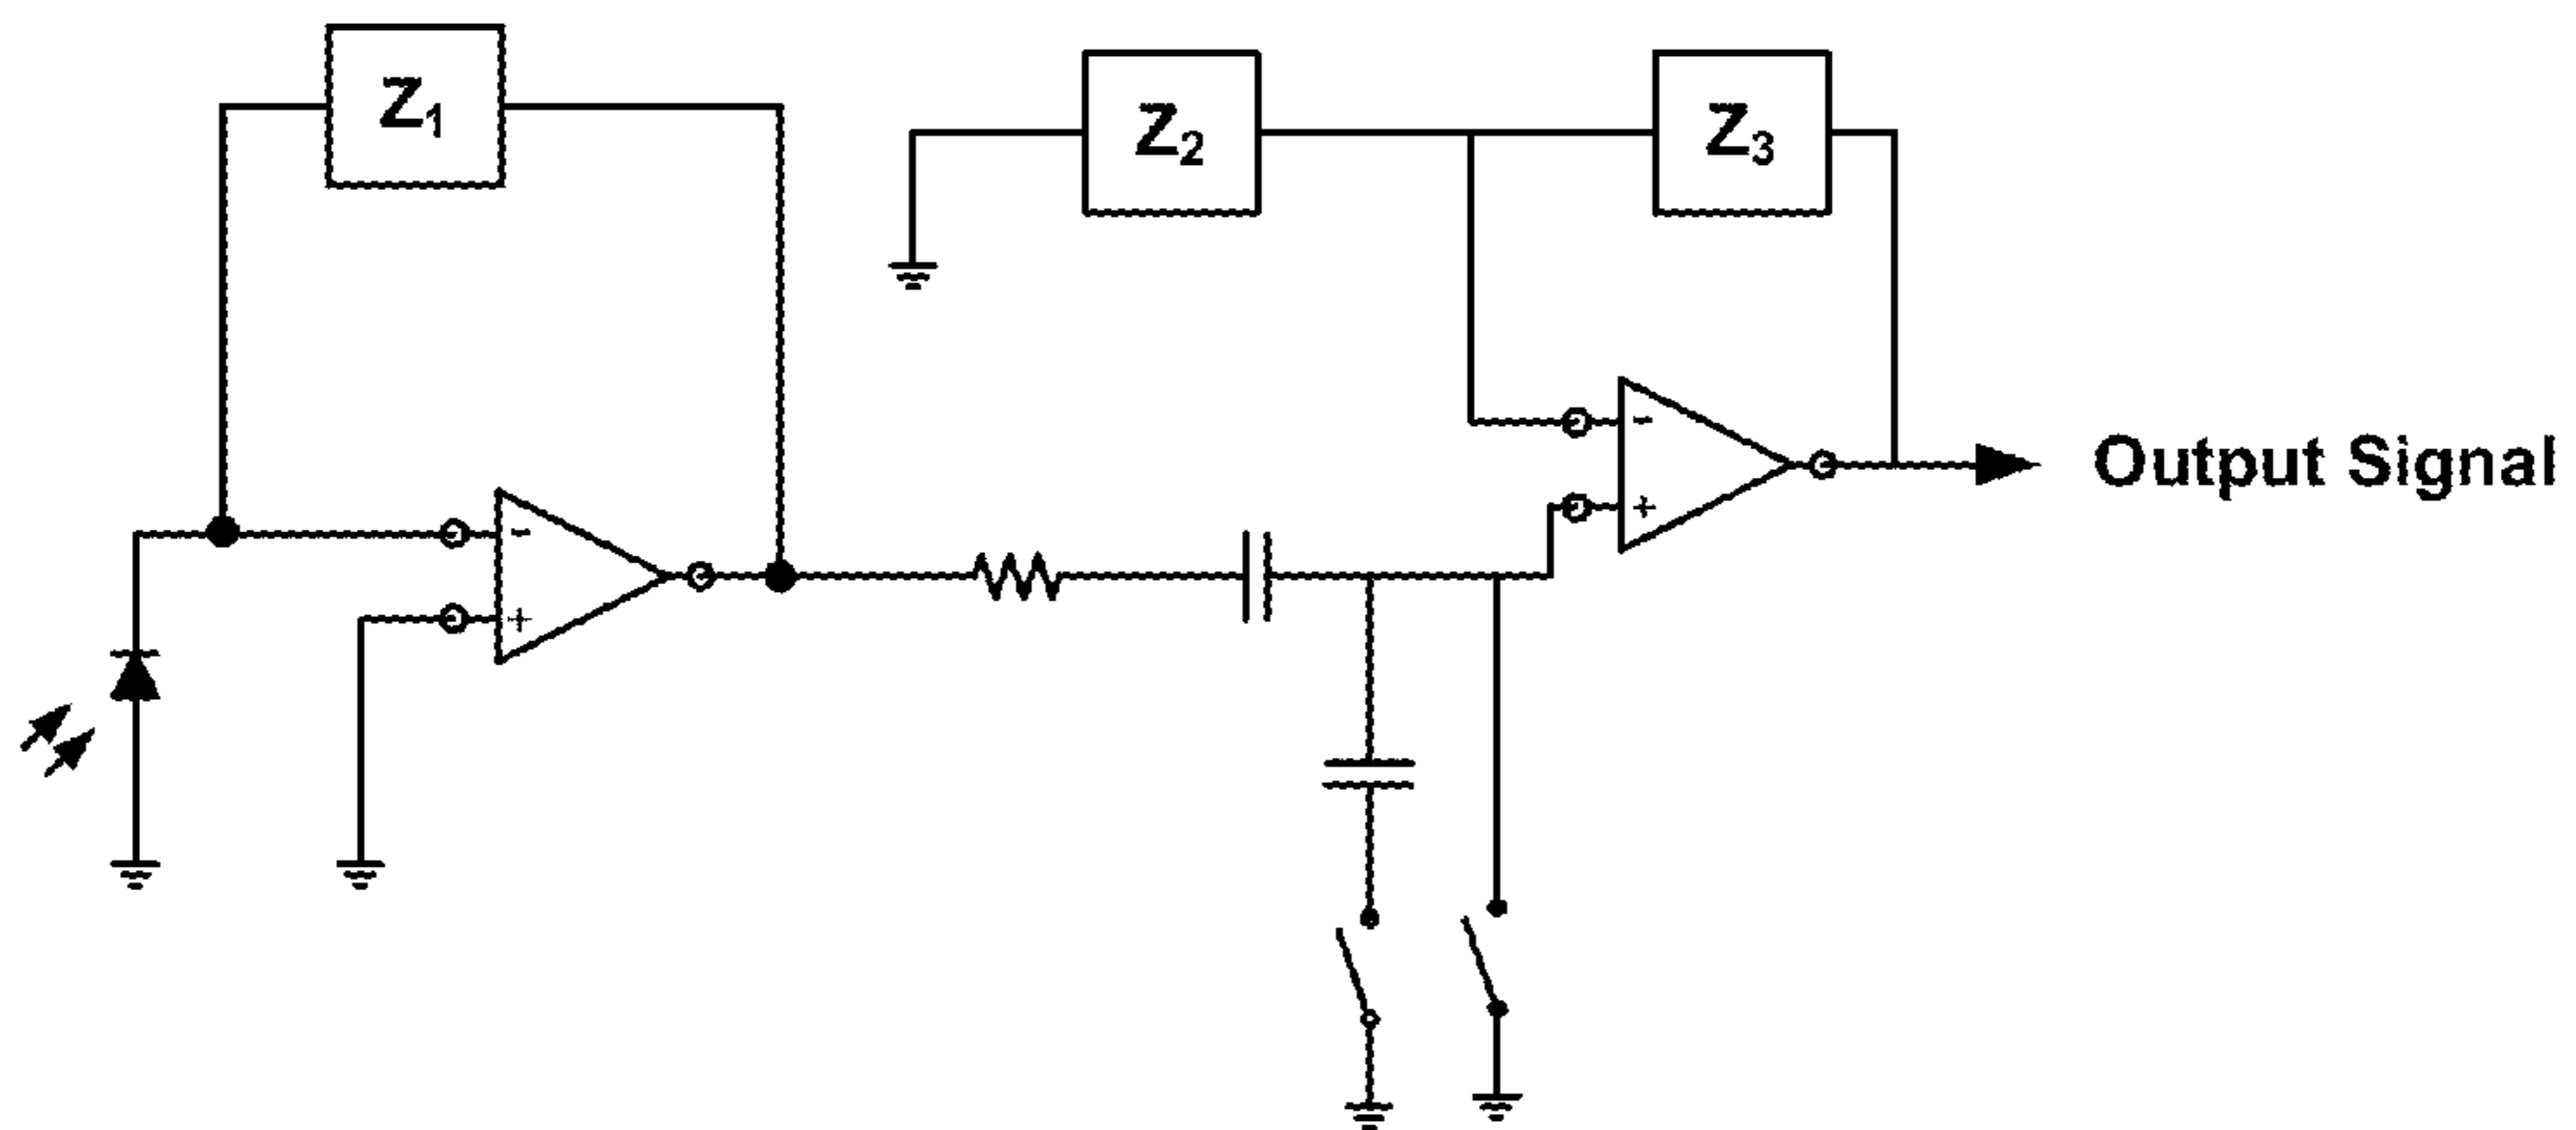 Z₁
Z₂
Z₃
-
+
-
+
Output Signal